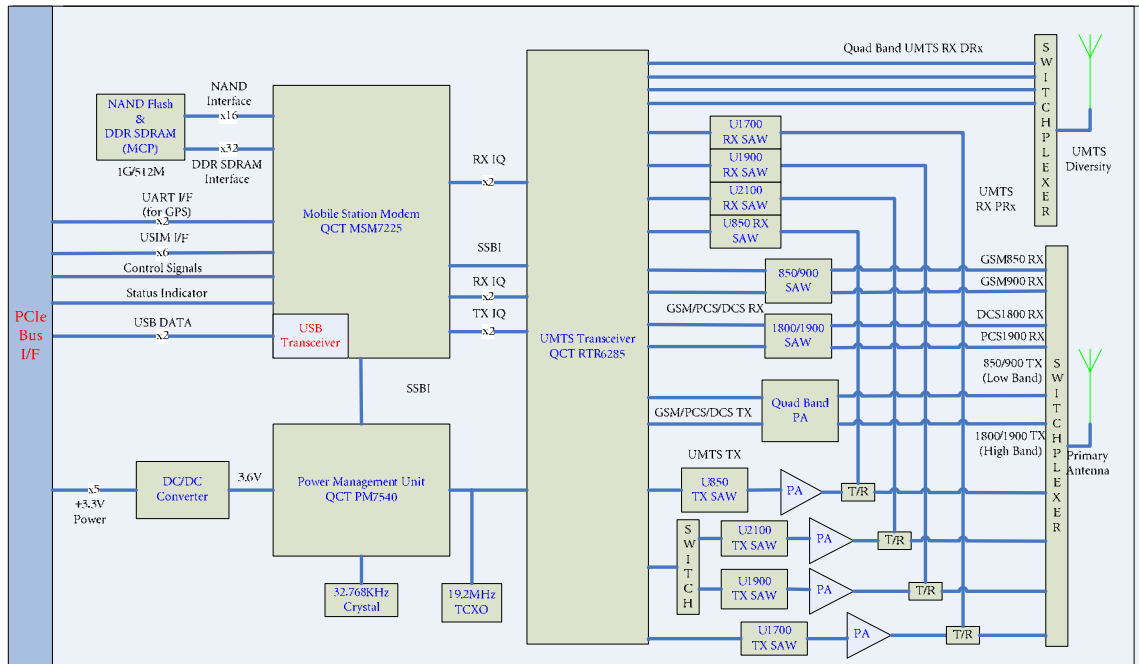 PCIe
Bus
I/F
NAND Flash
&
DDR SDRAM
(MCP)
1G/512M
NAND
Interface
x16
x32
DDR SDRAM
Interface
UART I/F
(for GPS)
x2
USIM I/F
x6
Control Signals
Status Indicator
USB DATA
x2
Mobile Station Modem
QCT MSM7225
USB
Transceiver
SSBI
x5
+3.3V
Power
DC/DC
Converter
3.6V
Power Management Unit
QCT PM7540
32.768KHz
Crystal
19.2MHz
TCXO
RX IQ
x2
SSBI
RX IQ
x2
TX IQ
x2
UMTS Transceiver
QCT RTR6285
Quad Band UMTS RX DRx
SWITCHPLEXER
UMTS
Diversity
U1700
RX SAW
U1900
RX SAW
U2100
RX SAW
U850 RX
SAW
UMTS
RX PRx
850/900
SAW
GSM/PCS/DCS RX
1800/1900
SAW
GSM850 RX
GSM900 RX
DCS1800 RX
PCS1900 RX
850/900 TX
(Low Band)
GSM/PCS/DCS TX
Quad Band
PA
1800/1900 TX
(High Band)
SWITCHPLEXER
Primary
Antenna
UMTS TX
U850
TX SAW
PA
T/R
SWITCH
U2100
TX SAW
PA
T/R
U1900
TX SAW
PA
T/R
U1700
TX SAW
PA
T/R